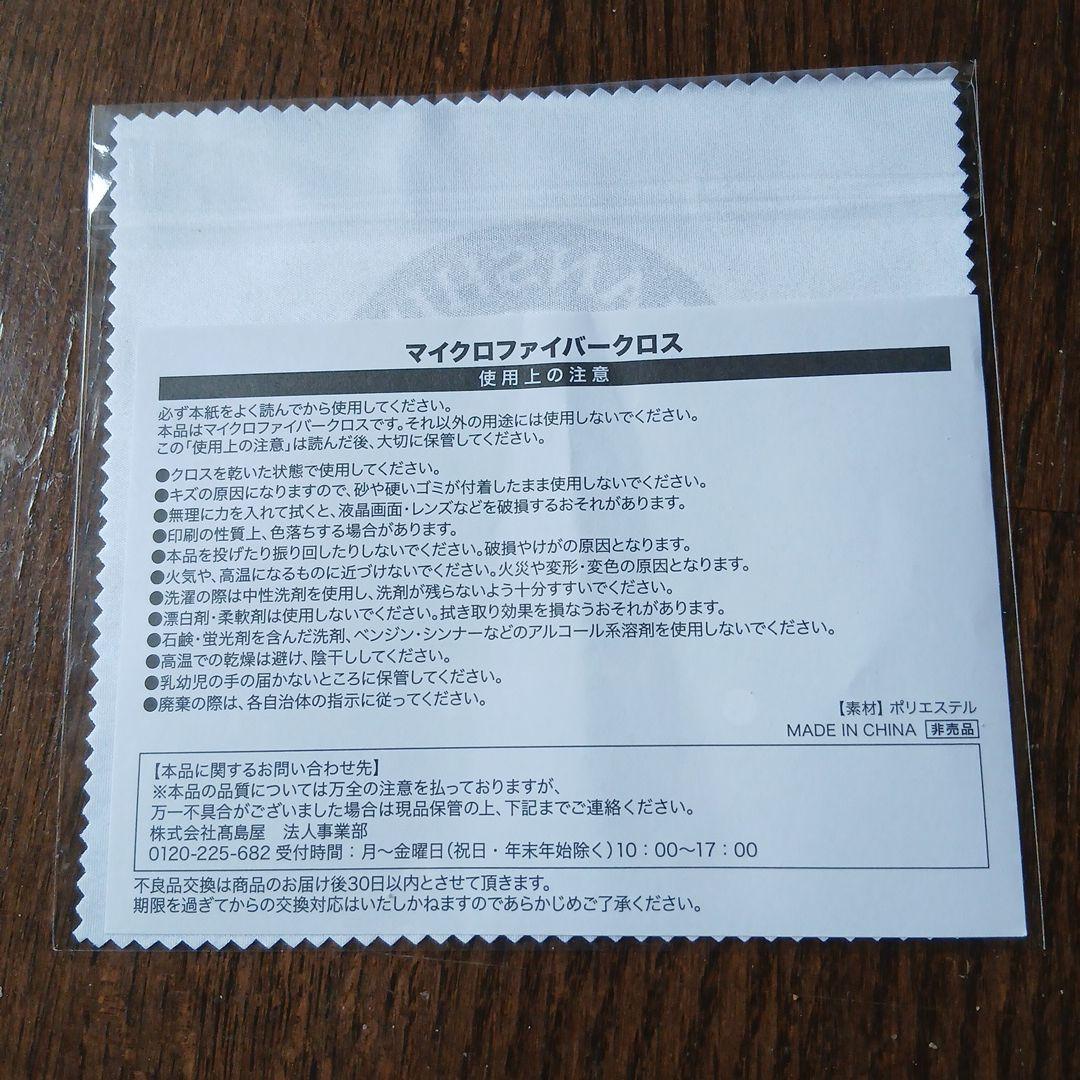 マイクロファイバークロス
使用上の注意
必ず本紙をよく読んでから使用してください。
本品はマイクロファイバークロスです。それ以外の用途には使用しないでください。
この「使用上の注意」は読んだ後、大切に保管してください。
●クロスを乾いた状態で使用してください。
●キズの原因になりますので、砂や硬いゴミが付着したまま使用しないでください。
●無理に力を入れて拭くと、液晶画面・レンズなどを破損するおそれがあります。
●印刷の性質上、色落ちする場合があります。
●本品を投げたり振り回したりしないでください。破損やけがの原因となります。
●火気や、高温になるものに近づけないでください。火災や変形・変色の原因となります。
●洗濯の際は中性洗剤を使用し、洗剤が残らないよう十分すすいでください。
●漂白剤・柔軟剤は使用しないでください。拭き取り効果を損なうおそれがあります。
●石鹸・蛍光剤を含んだ洗剤、ベンジン・シンナーなどのアルコール系溶剤を使用しないでください。
●高温での乾燥は避け、陰干ししてください。
●乳幼児の手の届かないところに保管してください。
●廃棄の際は、各自治体の指示に従ってください。
【素材】ポリエステル
MADE IN CHINA 非売品
【本品に関するお問い合わせ先】
※本品の品質については万全の注意を払っておりますが、
万一不具合がございました場合は現品保管の上、下記までご連絡ください。
株式会社髙島屋　法人事業部
0120-225-682 受付時間：月～金曜日（祝日・年末年始除く）10：00～17：00
不良品交換は商品のお届け後30日以内とさせて頂きます。
期限を過ぎてからの交換対応はいたしかねますのであらかじめご了承ください。